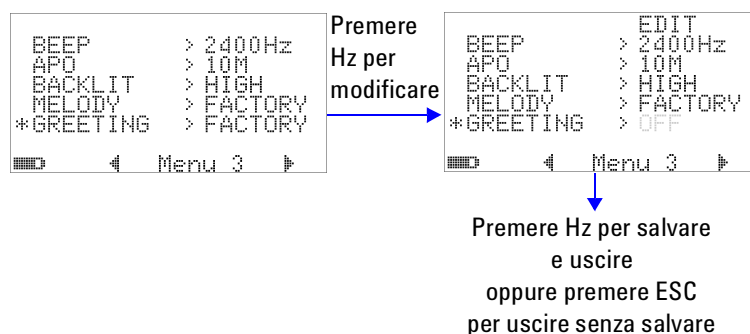 BEEP > 2400Hz
APO > 10M
BACKLIT > HIGH
MELODY > FACTORY
*GREETING > FACTORY
Menu 3
Premere
Hz per
modificare
EDIT
BEEP > 2400Hz
APO > 10M
BACKLIT > HIGH
MELODY > FACTORY
*GREETING > OFF
Menu 3
Premere Hz per salvare
e uscire
oppure premere ESC
per uscire senza salvare